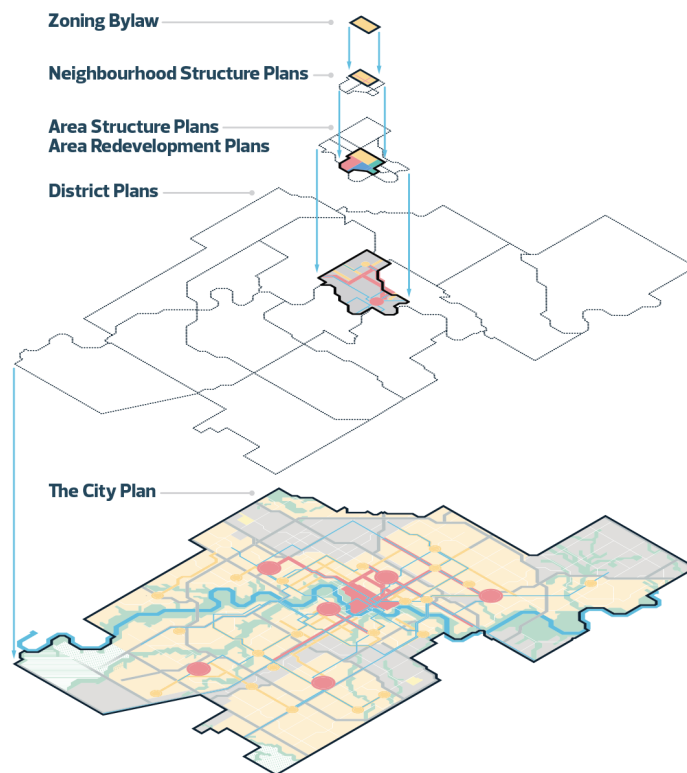 Zoning Bylaw
Neighbourhood Structure Plans
Area Structure Plans
Area Redevelopment Plans
District Plans
The City Plan